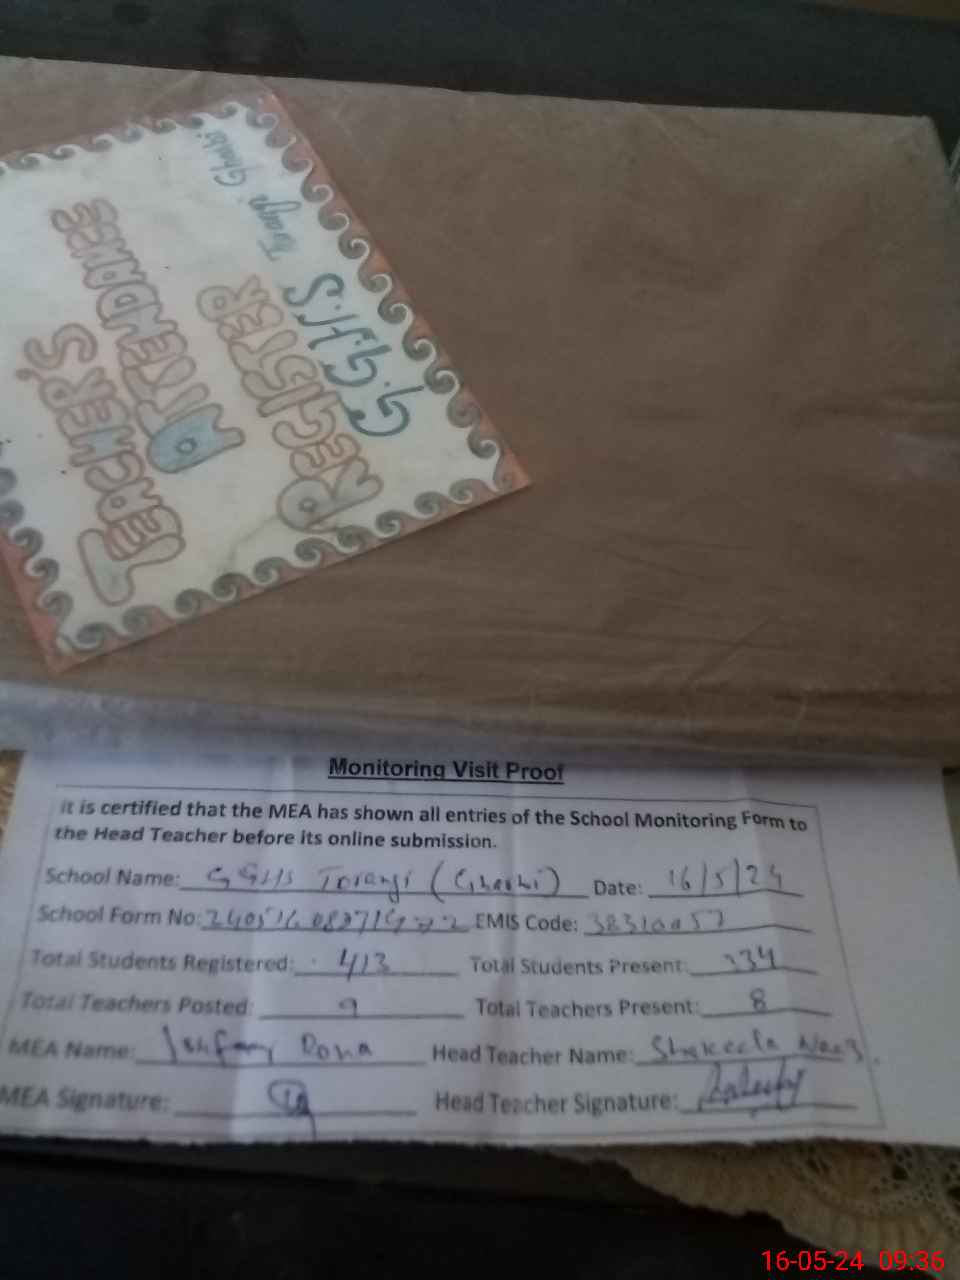 G.G.H.S
TEACHER'S
ATTENDANCE
REGISTER
Monitoring Visit Proof
it is certified that the MEA has shown all entries of the School Monitoring Form to
the Head Teacher before its online submission.
School Name: GGHS Torangi (Gharbi) Date: 16/5/24
School Form No: EMIS Code:
Total Students Registered: 413 Total Students Present: 334
Total Teachers Posted: 9 Total Teachers Present: 8
MEA Name: Head Teacher Name: Shakeela
MEA Signature: Head Teacher Signature:
16-05-24 09:36